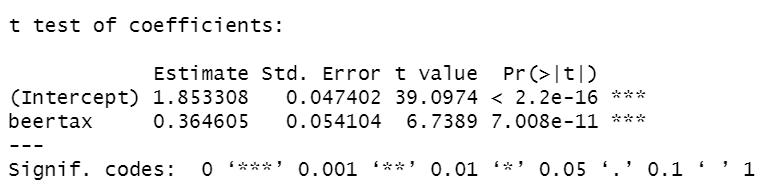 t test of coefficients:
Estimate Std. Error t value Pr(>|t|)
(Intercept) 1.853308 0.047402 39.0974 < 2.2e-16 ***
beertax 0.364605 0.054104 6.7389 7.008e-11 ***
---
Signif. codes: 0 ‘***’ 0.001 ‘**’ 0.01 ‘*’ 0.05 ‘.’ 0.1 ‘ ’ 1